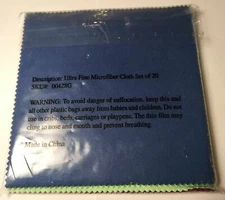 Description: Ultra Fine Microfiber Cloth Set of 20
SKU# 00428G
WARNING: To avoid danger of suffocation, keep this and
all other plastic bags away from babies and children. Do not
use in cribs, beds, carriages or playpens. The thin film may
cling to nose and mouth and prevent breathing.
Made in China